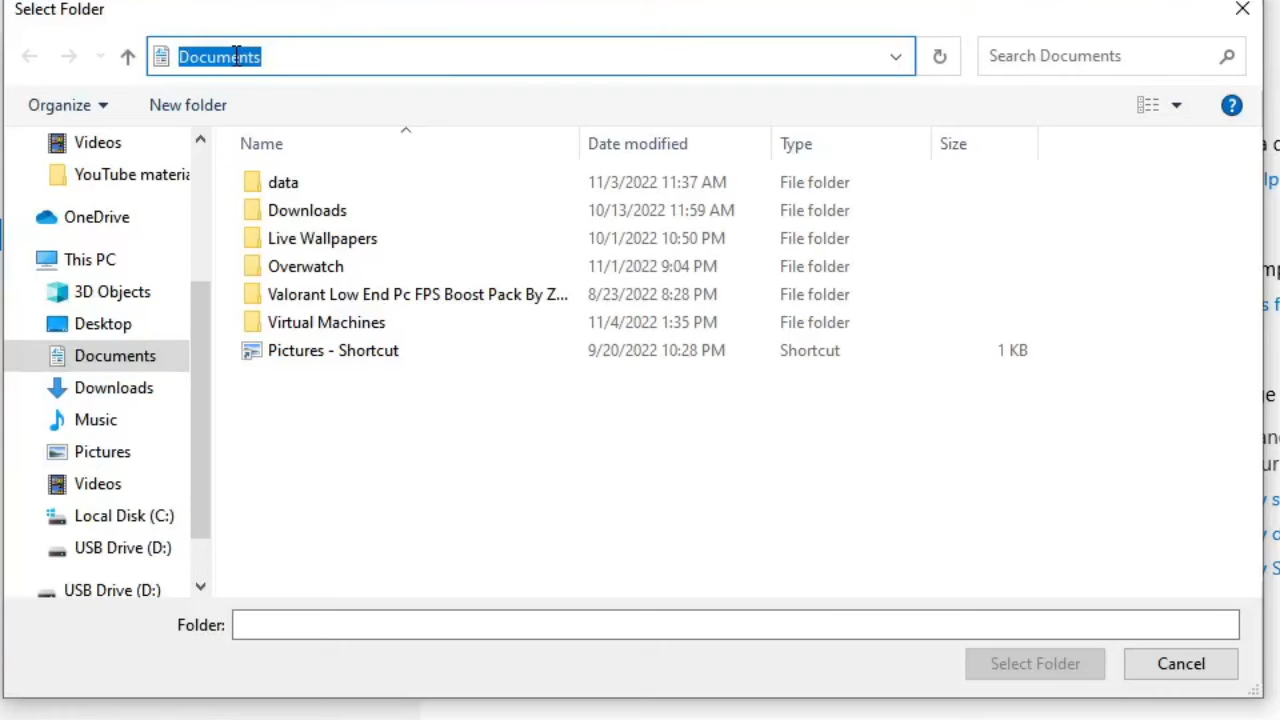 Select Folder
Documents
Search Documents
Organize
New folder
Name Date modified Type Size
Videos
YouTube materia
OneDrive
This PC
3D Objects
Desktop
Documents
Downloads
Music
Pictures
Videos
Local Disk (C:)
USB Drive (D:)
USB Drive (D:)
data 11/3/2022 11:37 AM File folder
Downloads 10/13/2022 11:59 AM File folder
Live Wallpapers 10/1/2022 10:50 PM File folder
Overwatch 11/1/2022 9:04 PM File folder
Valorant Low End Pc FPS Boost Pack By Z... 8/23/2022 8:28 PM File folder
Virtual Machines 11/4/2022 1:35 PM File folder
Pictures - Shortcut 9/20/2022 10:28 PM Shortcut 1 KB
Folder:
Select Folder
Cancel